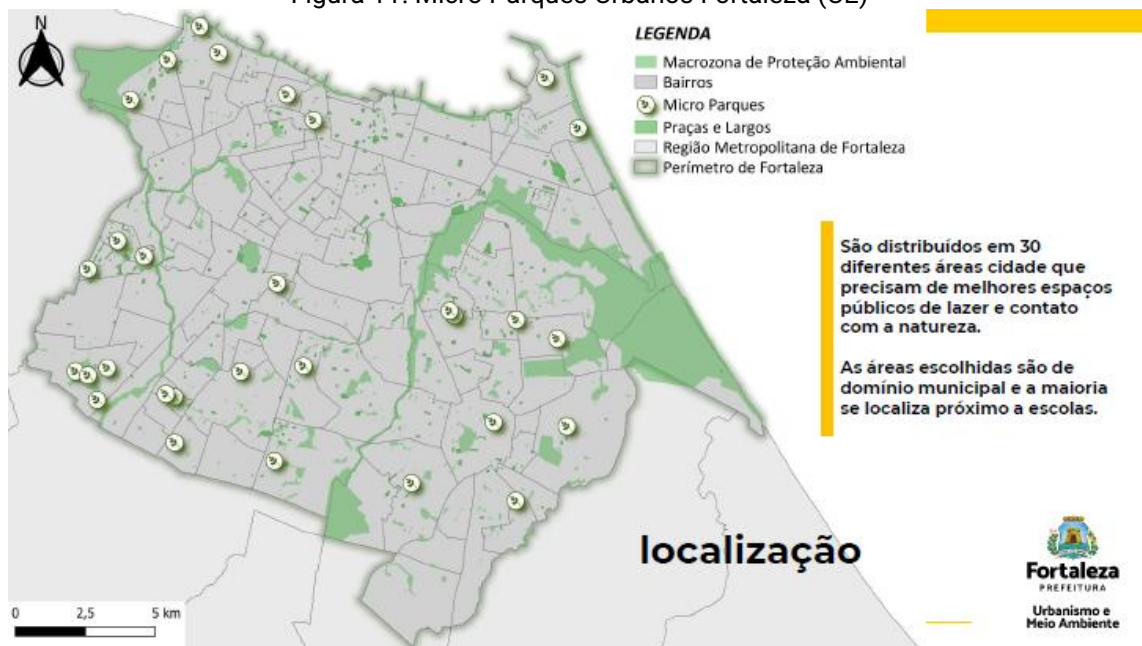 Figura 11: Micro Parques Urbanos Fortaleza (CE)
N
LEGENDA
Macrozona de Proteção Ambiental
Bairros
Micro Parques
Praças e Largos
Região Metropolitana de Fortaleza
Perímetro de Fortaleza
São distribuídos em 30
diferentes áreas cidade que
precisam de melhores espaços
públicos de lazer e contato
com a natureza.
As áreas escolhidas são de
domínio municipal e a maioria
se localiza próximo a escolas.
localização
Fortaleza
PREFEITURA
Urbanismo e
Meio Ambiente
0 2,5 5 km